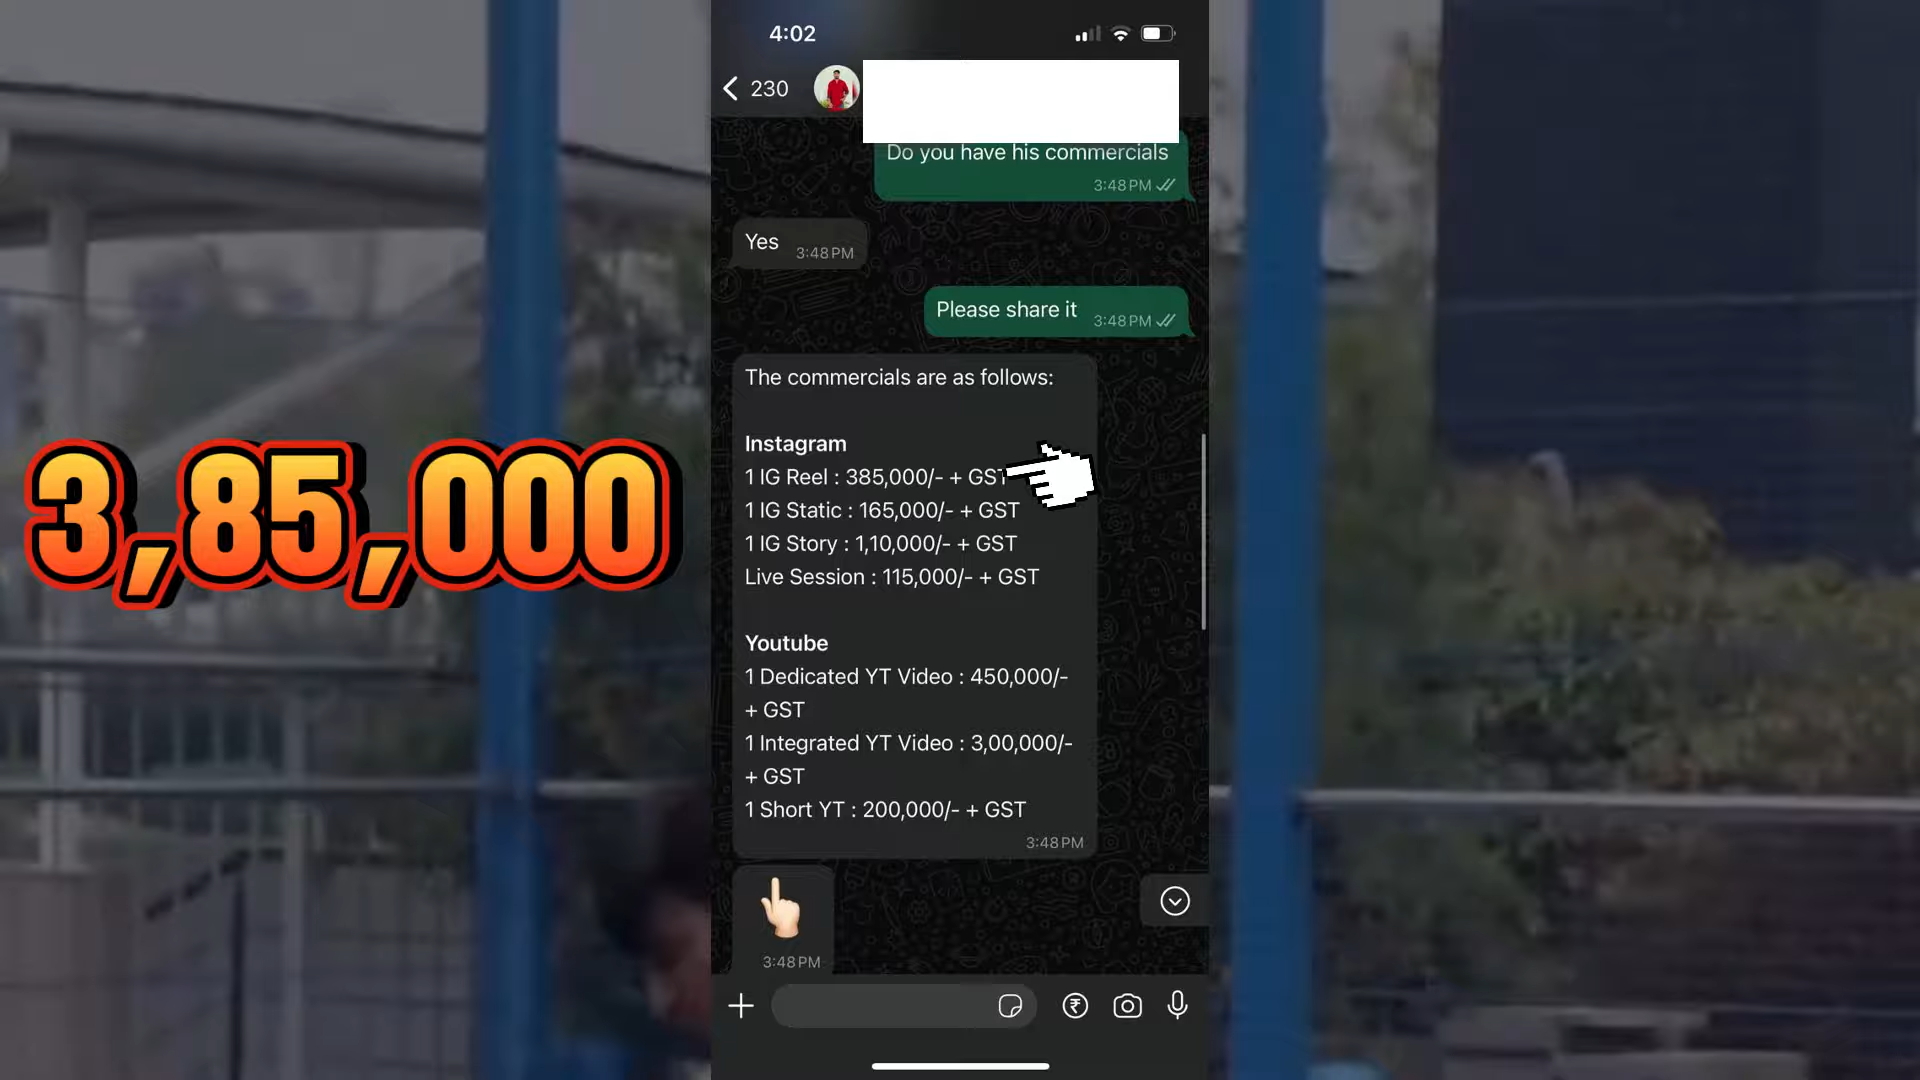 4:02
230
Do you have his commercials
3:48 PM
Yes
3:48 PM
Please share it
3:48 PM
The commercials are as follows:
Instagram
1 IG Reel : 385,000/- + GST
1 IG Static : 165,000/- + GST
1 IG Story : 1,10,000/- + GST
Live Session : 115,000/- + GST
Youtube
1 Dedicated YT Video : 450,000/-
+ GST
1 Integrated YT Video : 3,00,000/-
+ GST
1 Short YT : 200,000/- + GST
3:48 PM
3:48 PM
3,85,000